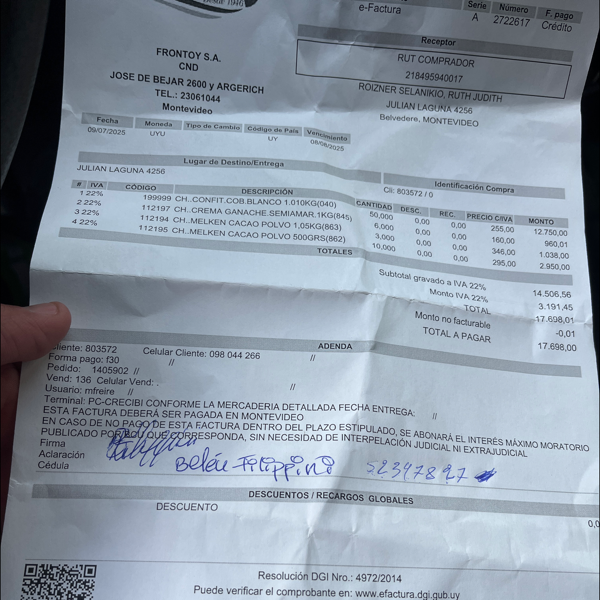 Desde 1946
e-Factura
Serie Número F. pago
A 2722617 Crédito
FRONTOY S.A.
CND
JOSE DE BEJAR 2600 y ARGERICH
TEL.: 23061044
Montevideo
Receptor
RUT COMPRADOR
218495940017
ROIZNER SELANIKIO, RUTH JUDITH
JULIAN LAGUNA 4256
Belvedere, MONTEVIDEO
Fecha Moneda Tipo de Cambio Código de País Vencimiento
09/07/2025 UYU UY 08/08/2025
Lugar de Destino/Entrega
JULIAN LAGUNA 4256
Identificación Compra
Cli: 803572 / 0
# IVA CÓDIGO DESCRIPCIÓN CANTIDAD DESC. REC. PRECIO C/IVA MONTO
1 22% 199999 CH..CONFIT.COB.BLANCO 1.010KG(040) 50,000 0,00 0,00 255,00 12.750,00
2 22% 112197 CH..CREMA GANACHE.SEMIAMAR.1KG(845) 6,000 0,00 0,00 160,00 960,01
3 22% 112194 CH..MELKEN CACAO POLVO 1,05KG(863) 3,000 0,00 0,00 346,00 1.038,00
4 22% 112195 CH..MELKEN CACAO POLVO 500GRS(862) 10,000 0,00 0,00 295,00 2.950,00
TOTALES
Subtotal gravado a IVA 22% 14.506,56
Monto IVA 22% 3.191,45
TOTAL 17.698,01
Monto no facturable -0,01
TOTAL A PAGAR 17.698,00
ADENDA
Cliente: 803572 Celular Cliente: 098 044 266 //
Forma pago: f30 //
Pedido: 1405902 //
Vend: 136 Celular Vend: . //
Usuario: mfreire //
Terminal: PC-CRECIBI CONFORME LA MERCADERIA DETALLADA FECHA ENTREGA: //
ESTA FACTURA DEBERÁ SER PAGADA EN MONTEVIDEO
EN CASO DE NO PAGO DE ESTA FACTURA DENTRO DEL PLAZO ESTIPULADO, SE ABONARÁ EL INTERÉS MÁXIMO MORATORIO
PUBLICADO POR BCU QUE CORRESPONDA, SIN NECESIDAD DE INTERPELACIÓN JUDICIAL NI EXTRAJUDICIAL
Firma
Aclaración Belén Filippini 52397897
Cédula
DESCUENTOS / RECARGOS GLOBALES
DESCUENTO 0,0
Resolución DGI Nro.: 4972/2014
Puede verificar el comprobante en: www.efactura.dgi.gub.uy